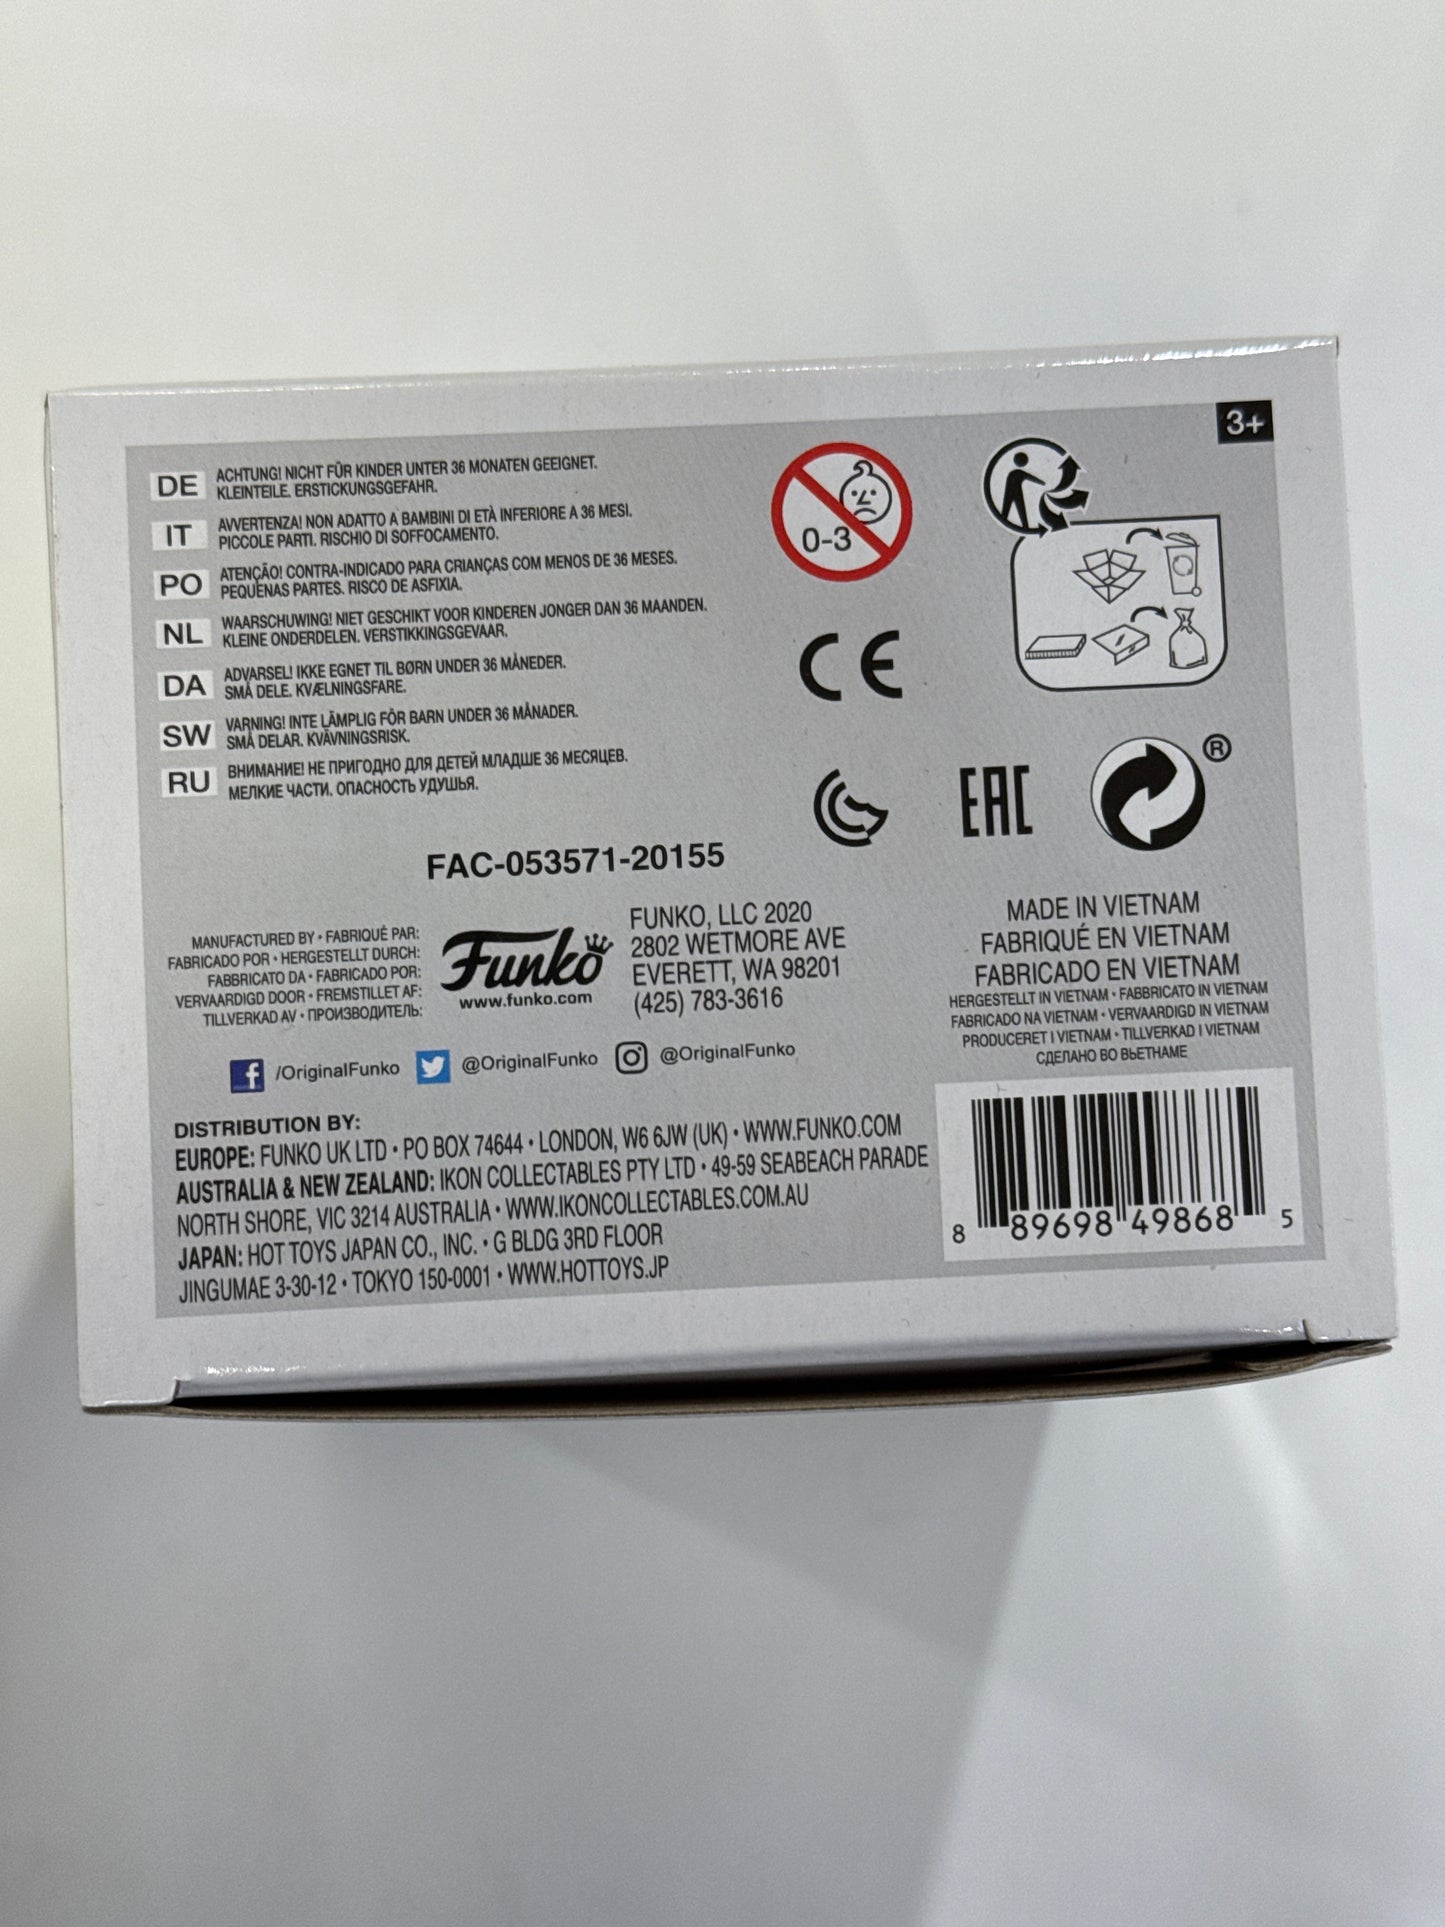 3+
DE
ACHTUNG! NICHT FÜR KINDER UNTER 36 MONATEN GEEIGNET.
KLEINTEILE. ERSTICKUNGSGEFAHR.
IT
AVVERTENZA! NON ADATTO A BAMBINI DI ETÀ INFERIORE A 36 MESI.
PICCOLE PARTI. RISCHIO DI SOFFOCAMENTO.
PO
ATENÇÃO! CONTRA-INDICADO PARA CRIANÇAS COM MENOS DE 36 MESES.
PEQUENAS PARTES. RISCO DE ASFIXIA.
NL
WAARSCHUWING! NIET GESCHIKT VOOR KINDEREN JONGER DAN 36 MAANDEN.
KLEINE ONDERDELEN. VERSTIKKINGSGEVAAR.
DA
ADVARSEL! IKKE EGNET TIL BØRN UNDER 36 MÅNEDER.
SMÅ DELE. KVÆLNINGSFARE.
SW
VARNING! INTE LÄMPLIG FÖR BARN UNDER 36 MÅNADER.
SMÅ DELAR. KVÄVNINGSRISK.
RU
ВНИМАНИЕ! НЕ ПРИГОДНО ДЛЯ ДЕТЕЙ МЛАДШЕ 36 МЕСЯЦЕВ.
МЕЛКИЕ ЧАСТИ. ОПАСНОСТЬ УДУШЬЯ.
0-3
CE
EAC
®
FAC-053571-20155
MANUFACTURED BY • FABRIQUÉ PAR:
FABRICADO POR • HERGESTELLT DURCH:
FABBRICATO DA • FABRICADO POR:
VERVAARDIGD DOOR • FREMSTILLET AF:
TILLVERKAD AV • ПРОИЗВОДИТЕЛЬ:
Funko
www.funko.com
FUNKO, LLC 2020
2802 WETMORE AVE
EVERETT, WA 98201
(425) 783-3616
MADE IN VIETNAM
FABRIQUÉ EN VIETNAM
FABRICADO EN VIETNAM
HERGESTELLT IN VIETNAM • FABBRICATO IN VIETNAM
FABRICADO NA VIETNAM • VERVAARDIGD IN VIETNAM
PRODUCERET I VIETNAM • TILLVERKAD I VIETNAM
СДЕЛАНО ВО ВЬЕТНАМЕ
f /OriginalFunko @OriginalFunko @OriginalFunko
DISTRIBUTION BY:
EUROPE: FUNKO UK LTD • PO BOX 74644 • LONDON, W6 6JW (UK) • WWW.FUNKO.COM
AUSTRALIA & NEW ZEALAND: IKON COLLECTABLES PTY LTD • 49-59 SEABEACH PARADE
NORTH SHORE, VIC 3214 AUSTRALIA • WWW.IKONCOLLECTABLES.COM.AU
JAPAN: HOT TOYS JAPAN CO., INC. • G BLDG 3RD FLOOR
JINGUMAE 3-30-12 • TOKYO 150-0001 • WWW.HOTTOYS.JP
8 89698 49868 5